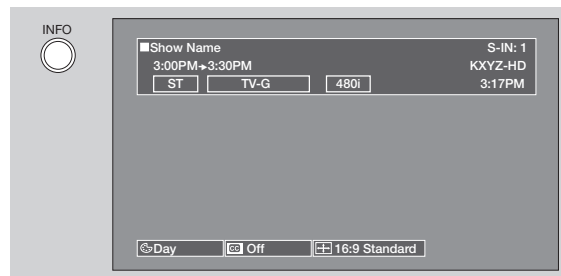 INFO
■Show Name S-IN: 1
3:00PM→3:30PM KXYZ-HD
ST TV-G 480i 3:17PM
Day CC Off 16:9 Standard